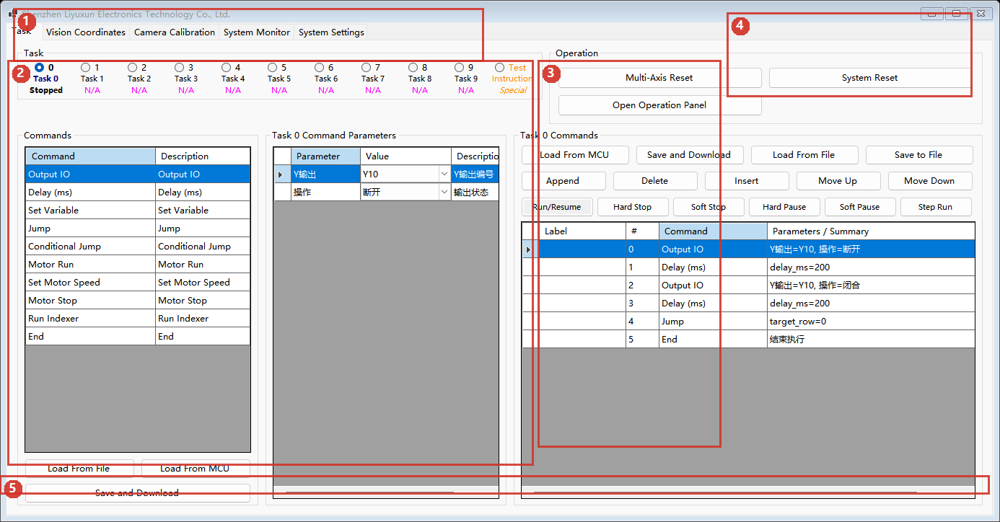 Shenzhen Liyuxun Electronics Technology Co., Ltd.
1
4
Task Vision Coordinates Camera Calibration System Monitor System Settings
Task
Operation
2
3
0 1 2 3 4 5 6 7 8 9 Test
Task 0 Task 1 Task 2 Task 3 Task 4 Task 5 Task 6 Task 7 Task 8 Task 9 Instruction
Stopped N/A N/A N/A N/A N/A N/A N/A N/A N/A Special
Multi-Axis Reset System Reset
Open Operation Panel
Commands
Command Description
Output IO Output IO
Delay (ms) Delay (ms)
Set Variable Set Variable
Jump Jump
Conditional Jump Conditional Jump
Motor Run Motor Run
Set Motor Speed Set Motor Speed
Motor Stop Motor Stop
Run Indexer Run Indexer
End End
Load From File Load From MCU
5
Save and Download
Task 0 Command Parameters
Parameter Value Descriptio
Y输出 Y10 Y输出编号
操作 断开 输出状态
Task 0 Commands
Load From MCU Save and Download Load From File Save to File
Append Delete Insert Move Up Move Down
Run/Resume Hard Stop Soft Stop Hard Pause Soft Pause Step Run
Label # Command Parameters / Summary
0 Output IO Y输出=Y10, 操作=断开
1 Delay (ms) delay_ms=200
2 Output IO Y输出=Y10, 操作=闭合
3 Delay (ms) delay_ms=200
4 Jump target_row=0
5 End 结束执行